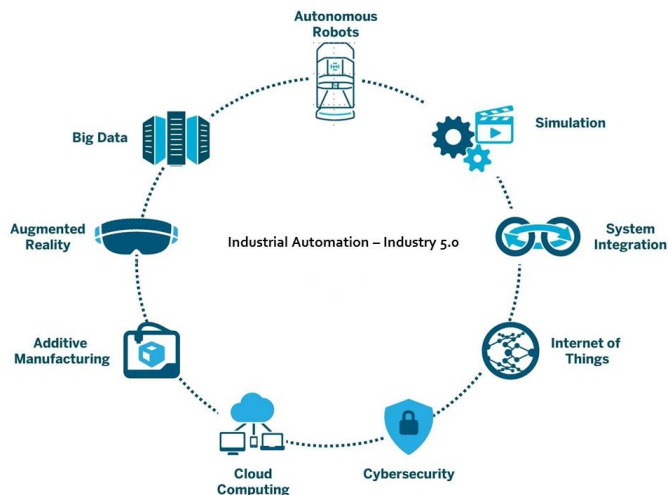 Autonomous
Robots
Simulation
System
Integration
Internet of
Things
Cybersecurity
Cloud
Computing
Additive
Manufacturing
Augmented
Reality
Big Data
Industrial Automation – Industry 5.0